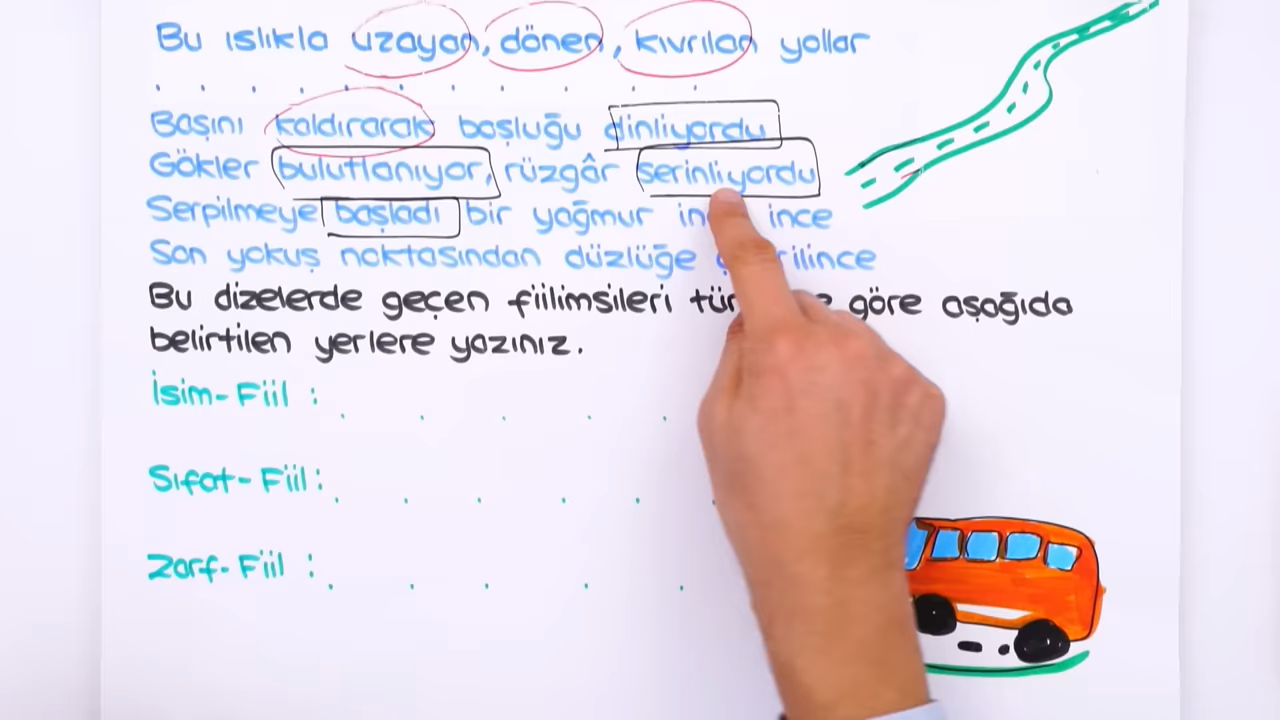 Bu ıslıkla uzayan, dönen, kıvrılan yollar
. . . . . . . . . . .
Başını kaldırarak boşluğu dinliyordu
Gökler bulutlanıyor, rüzgâr serinliyordu
Serpilmeye başladı bir yağmur ince
Son yokuş noktasından düzlüğe
Bu dizelerde geçen fiilimsileri göre aşağıda
belirtilen yerlere yazınız.
İsim-Fiil : . . . . .
Sıfat-Fiil : . . . . . .
Zarf-Fiil : . . . . .